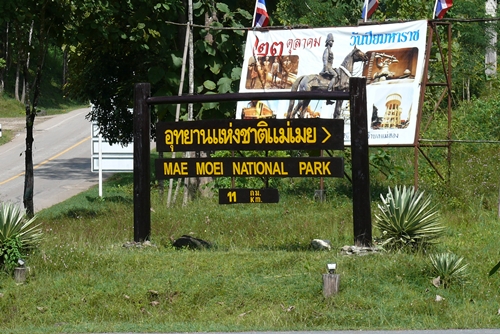 ๒๓ ตุลาคม วันปิยมหาราช
อุทยานแห่งชาติแม่เมย >
MAE MOEI NATIONAL PARK
11 กม.
KM.